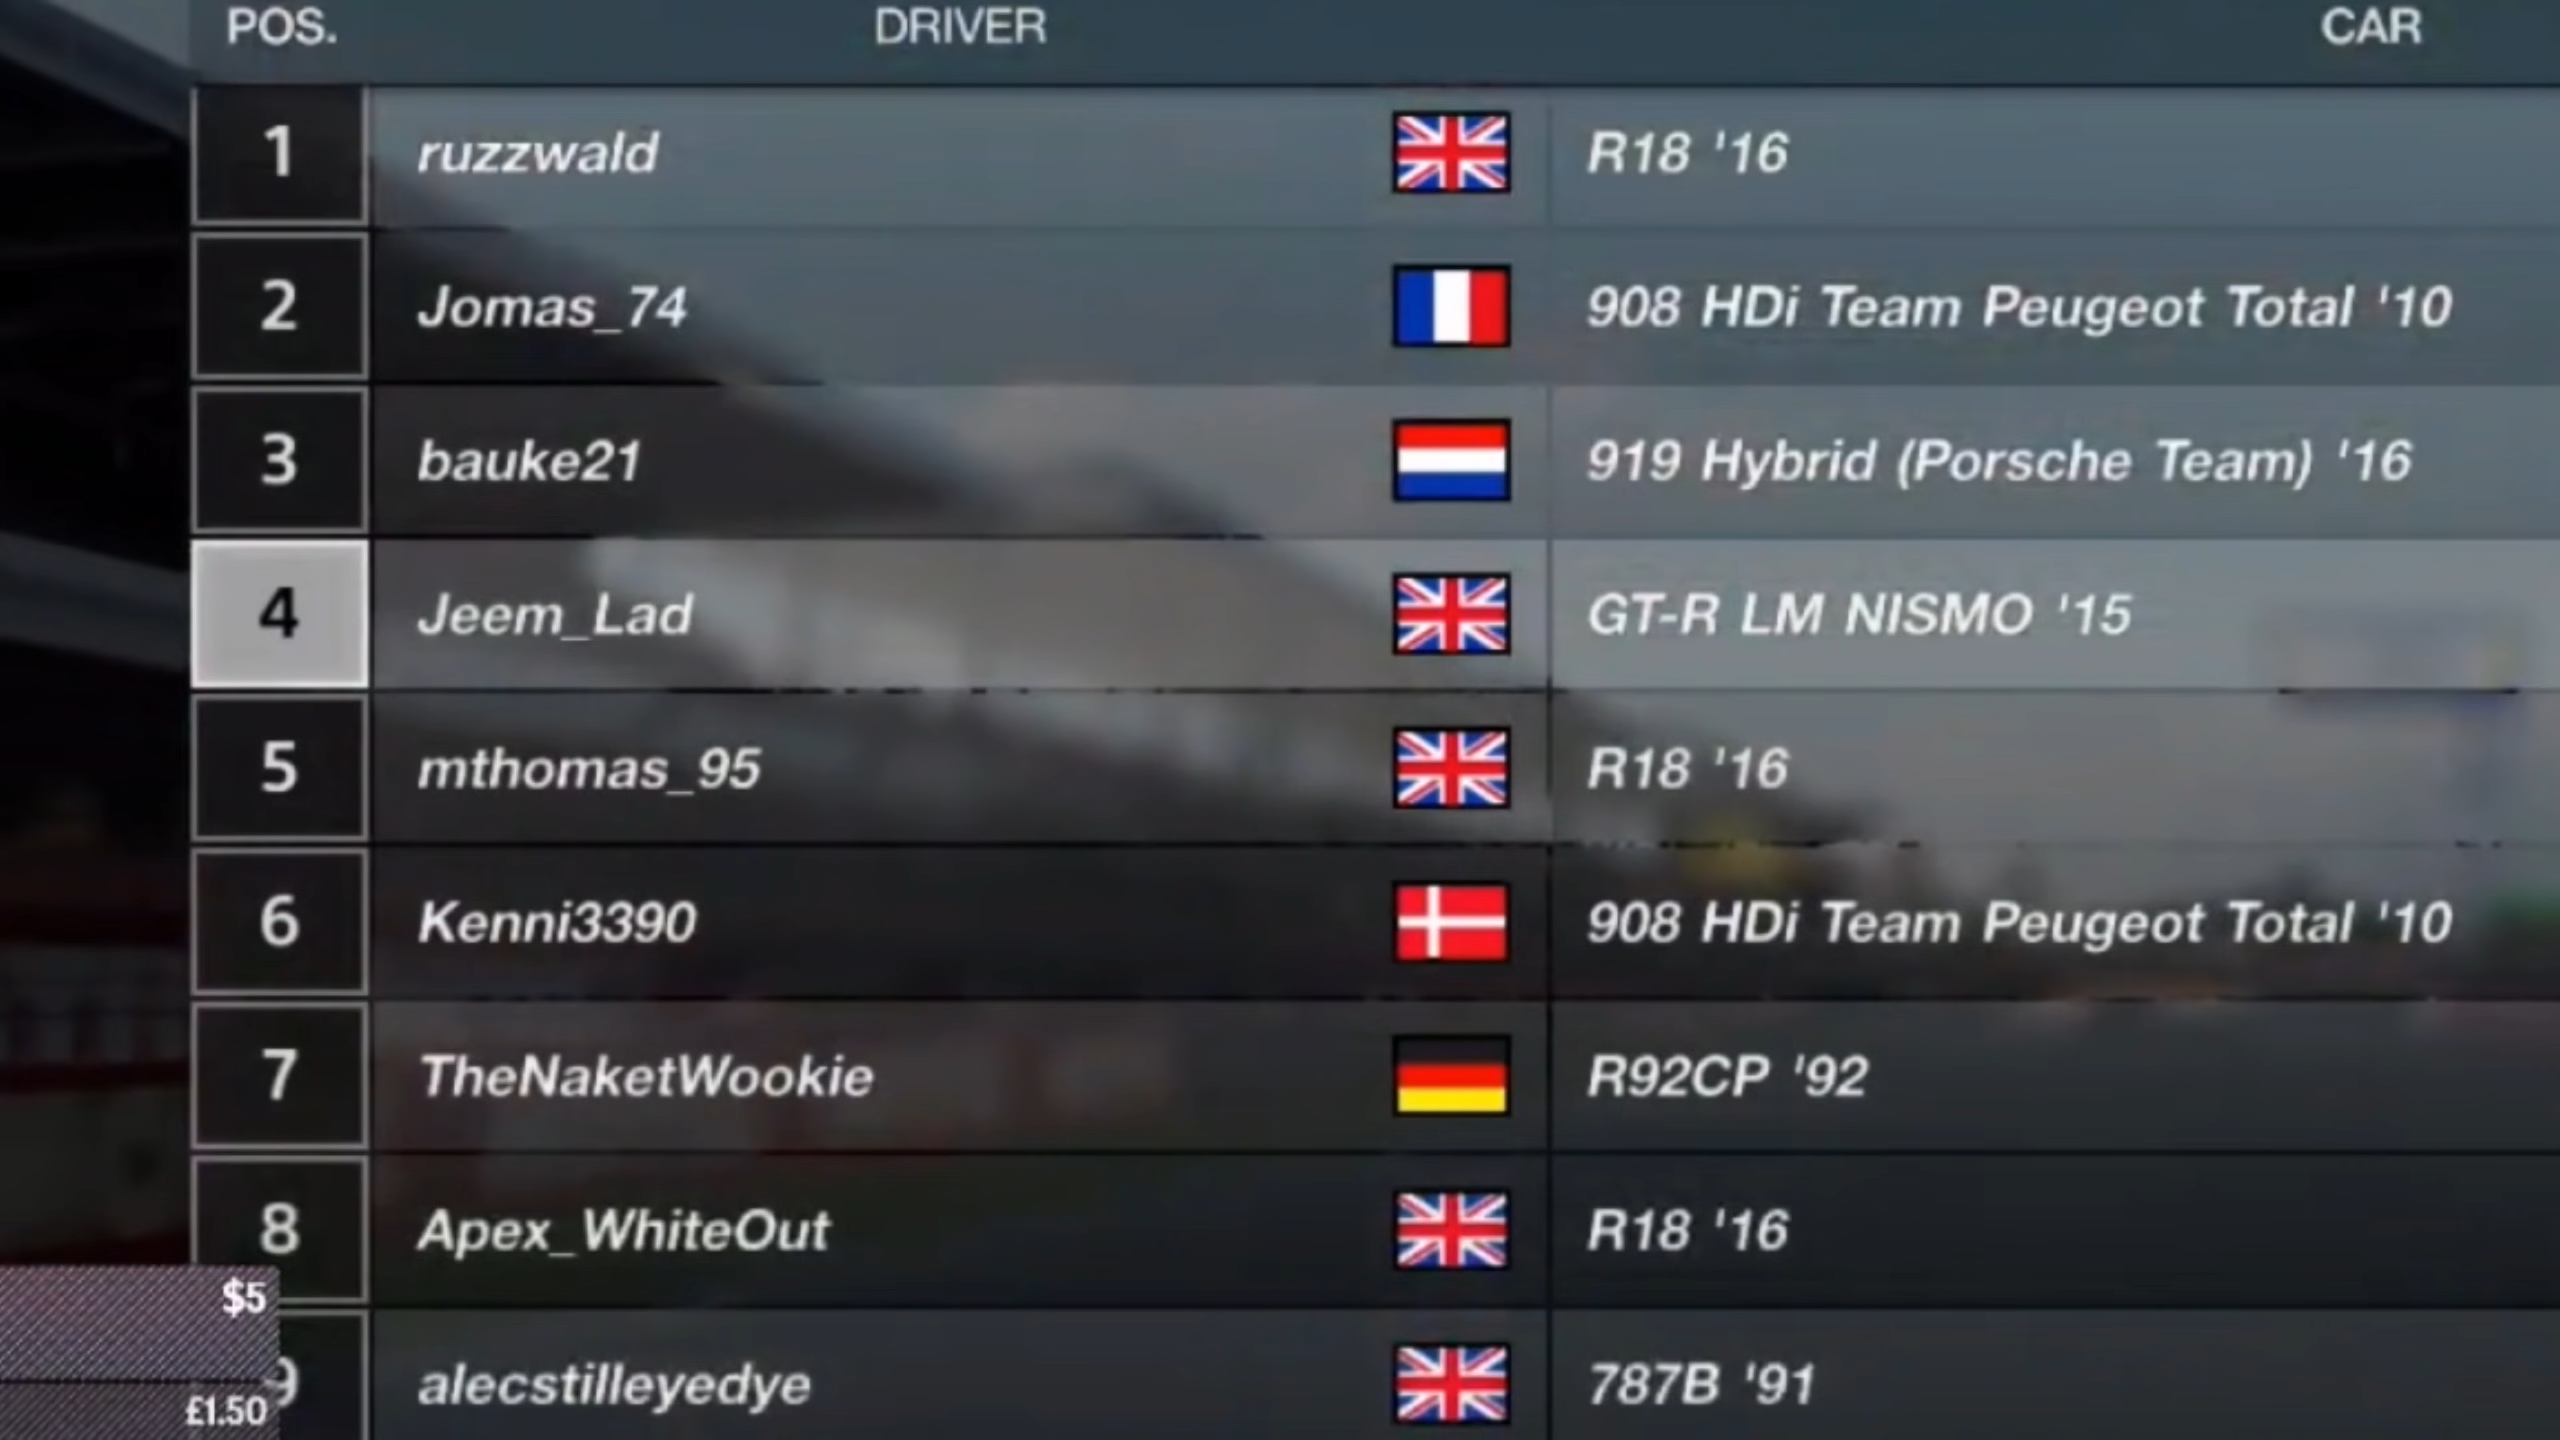 POS. DRIVER CAR
1 ruzzwald R18 '16
2 Jomas_74 908 HDi Team Peugeot Total '10
3 bauke21 919 Hybrid (Porsche Team) '16
4 Jeem_Lad GT-R LM NISMO '15
5 mthomas_95 R18 '16
6 Kenni3390 908 HDi Team Peugeot Total '10
7 TheNaketWookie R92CP '92
8 Apex_WhiteOut R18 '16
$5
9 alecstilleyedye 787B '91
£1.50